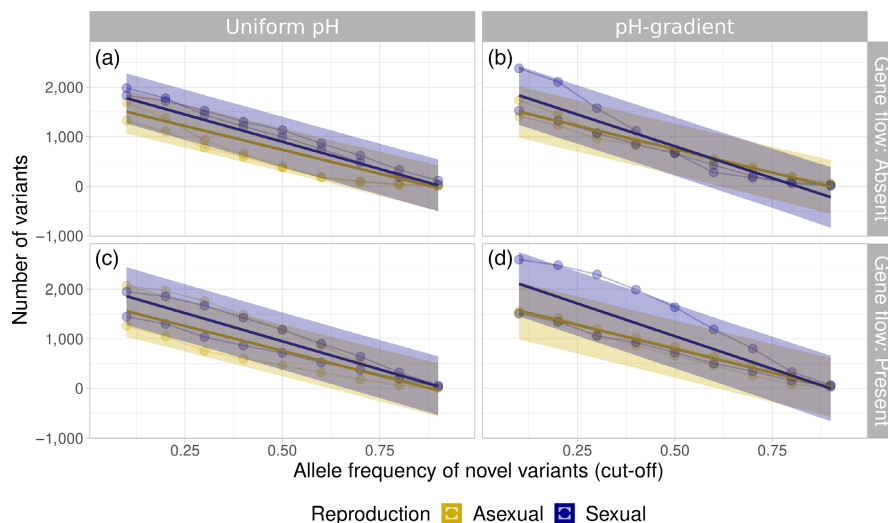 Uniform pH
pH-gradient
(a)
(b)
2,000
1,000
0
−1,000
Gene flow: Absent
(c)
(d)
2,000
1,000
0
−1,000
Gene flow: Present
Number of variants
0.25
0.50
0.75
0.25
0.50
0.75
Allele frequency of novel variants (cut-off)
Reproduction Asexual Sexual